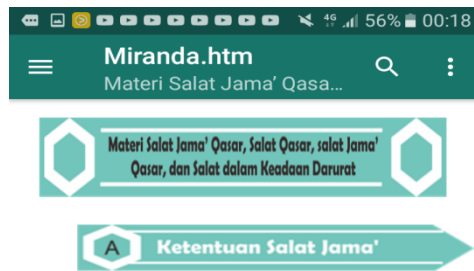 4G 56% 00:18
Miranda.htm
Materi Salat Jama' Qasa...
Materi Salat Jama' Qasar, Salat Qasar, salat Jama'
Qasar, dan Salat dalam Keadaan Darurat
A Ketentuan Salat Jama'